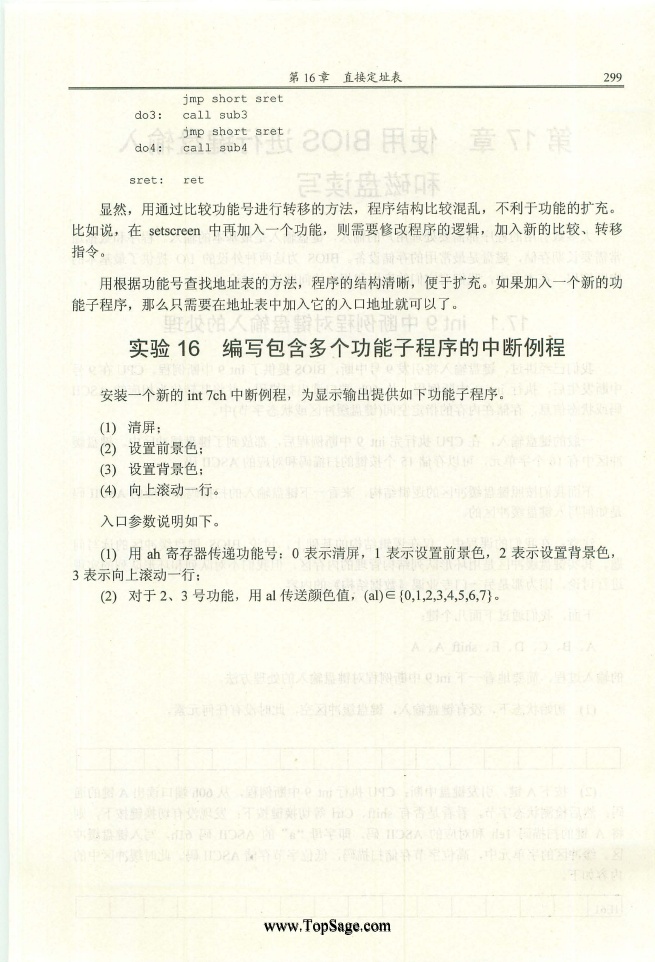 第 16 章 直接定址表 299
jmp short sret
do3: call sub3
jmp short sret
do4: call sub4
sret: ret
显然，用通过比较功能号进行转移的方法，程序结构比较混乱，不利于功能的扩充。
比如说，在 setscreen 中再加入一个功能，则需要修改程序的逻辑，加入新的比较、转移
指令。
用根据功能号查找地址表的方法，程序的结构清晰，便于扩充。如果加入一个新的功
能子程序，那么只需要在地址表中加入它的入口地址就可以了。
实验 16 编写包含多个功能子程序的中断例程
安装一个新的 int 7ch 中断例程，为显示输出提供如下功能子程序。
(1) 清屏；
(2) 设置前景色；
(3) 设置背景色；
(4) 向上滚动一行。
入口参数说明如下。
(1) 用 ah 寄存器传递功能号：0 表示清屏，1 表示设置前景色，2 表示设置背景色，
3 表示向上滚动一行；
(2) 对于 2、3 号功能，用 al 传送颜色值，(al)∈{0,1,2,3,4,5,6,7}。
www.TopSage.com